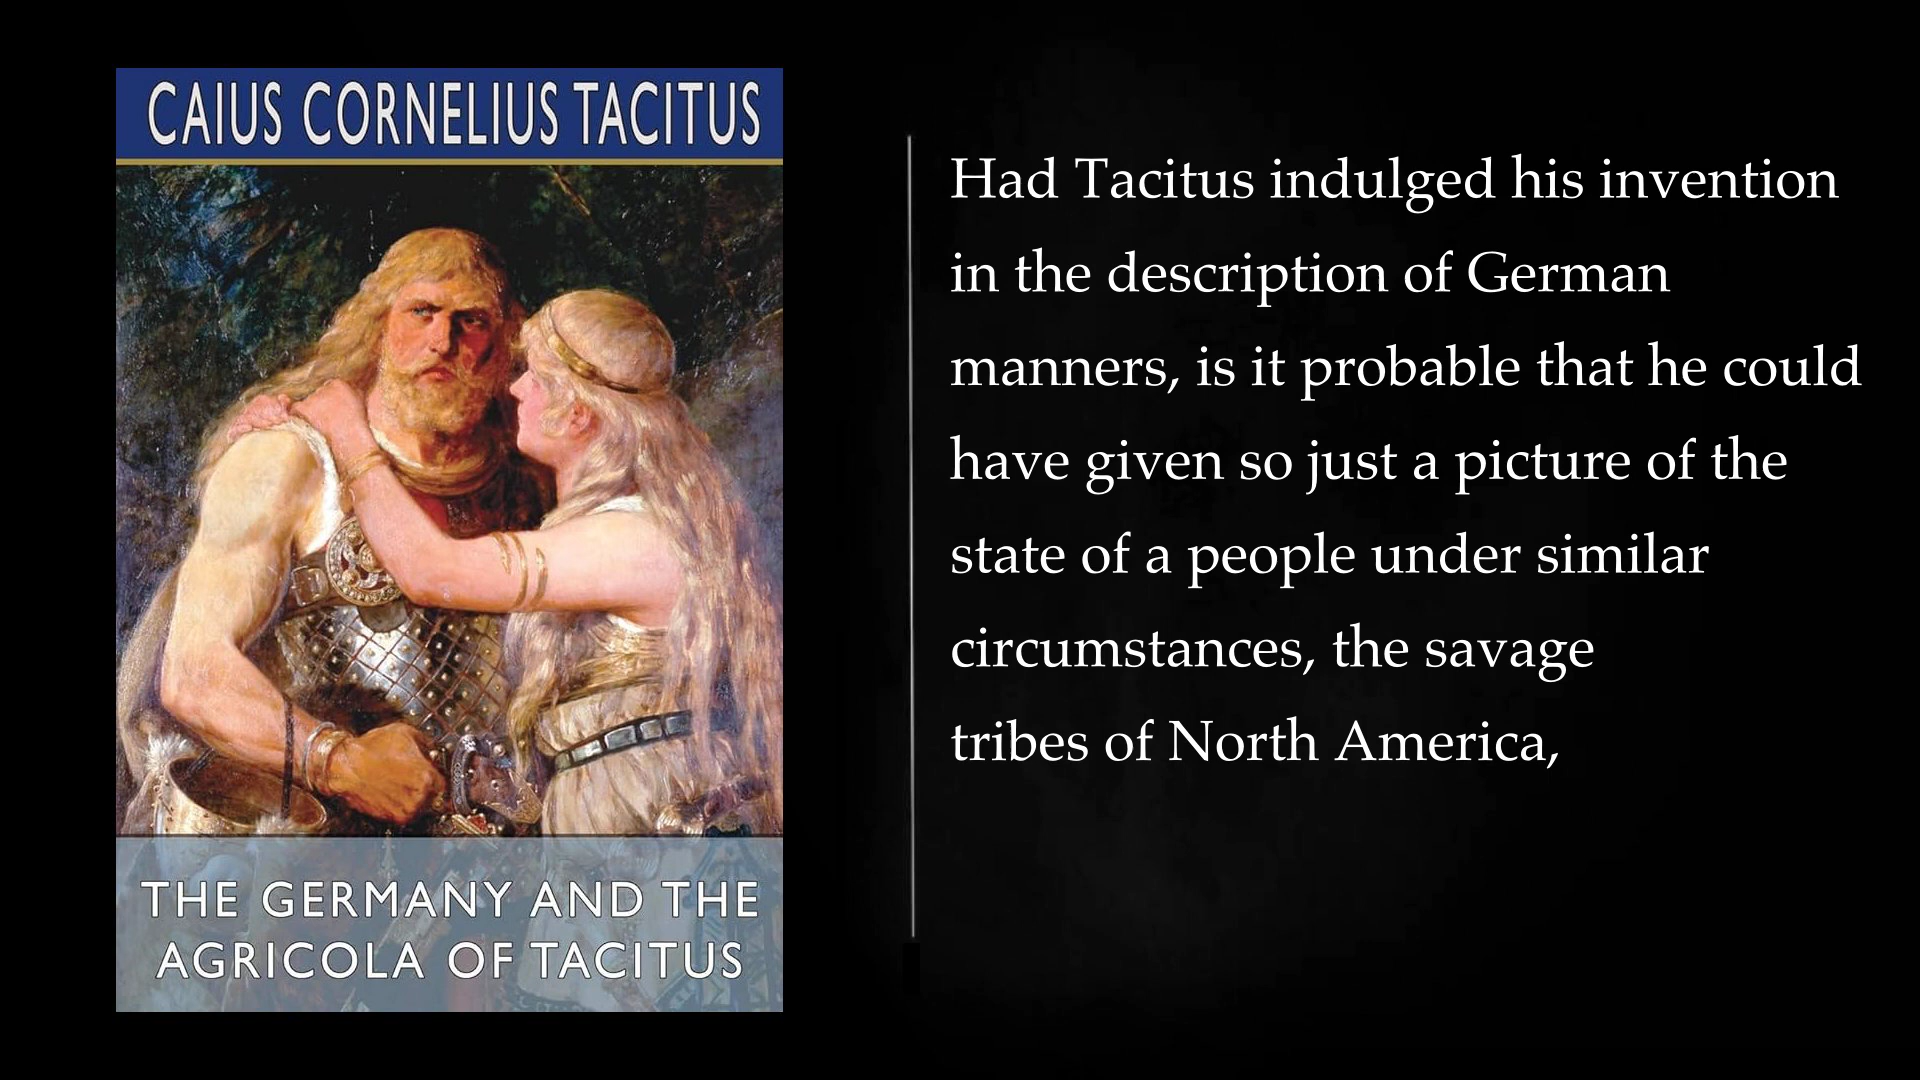 CAIUS CORNELIUS TACITUS
THE GERMANY AND THE
AGRICOLA OF TACITUS
Had Tacitus indulged his invention
in the description of German
manners, is it probable that he could
have given so just a picture of the
state of a people under similar
circumstances, the savage
tribes of North America,